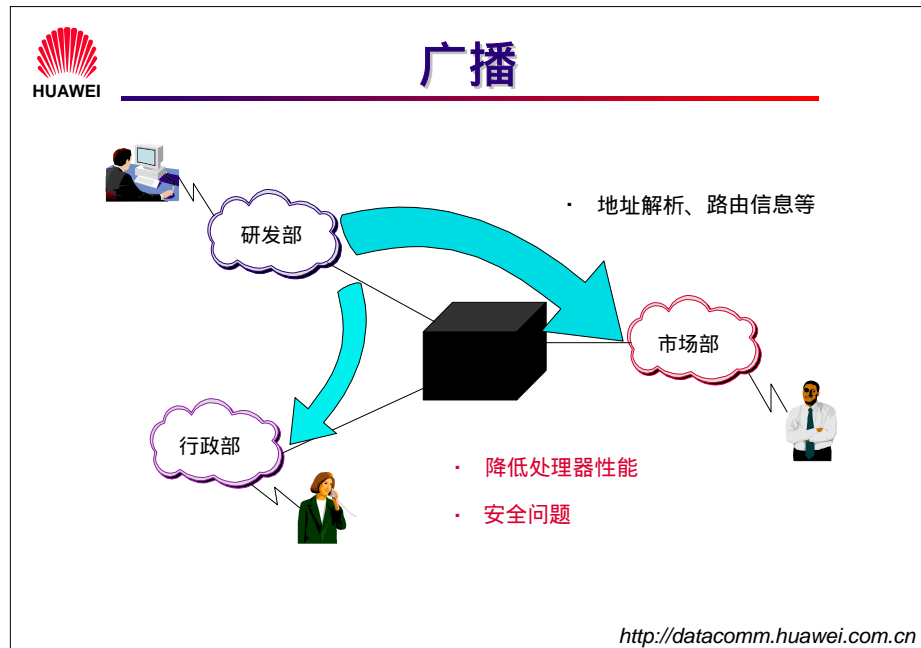 HUAWEI
广播
研发部
· 地址解析、路由信息等
市场部
行政部
· 降低处理器性能
· 安全问题
http://datacomm.huawei.com.cn